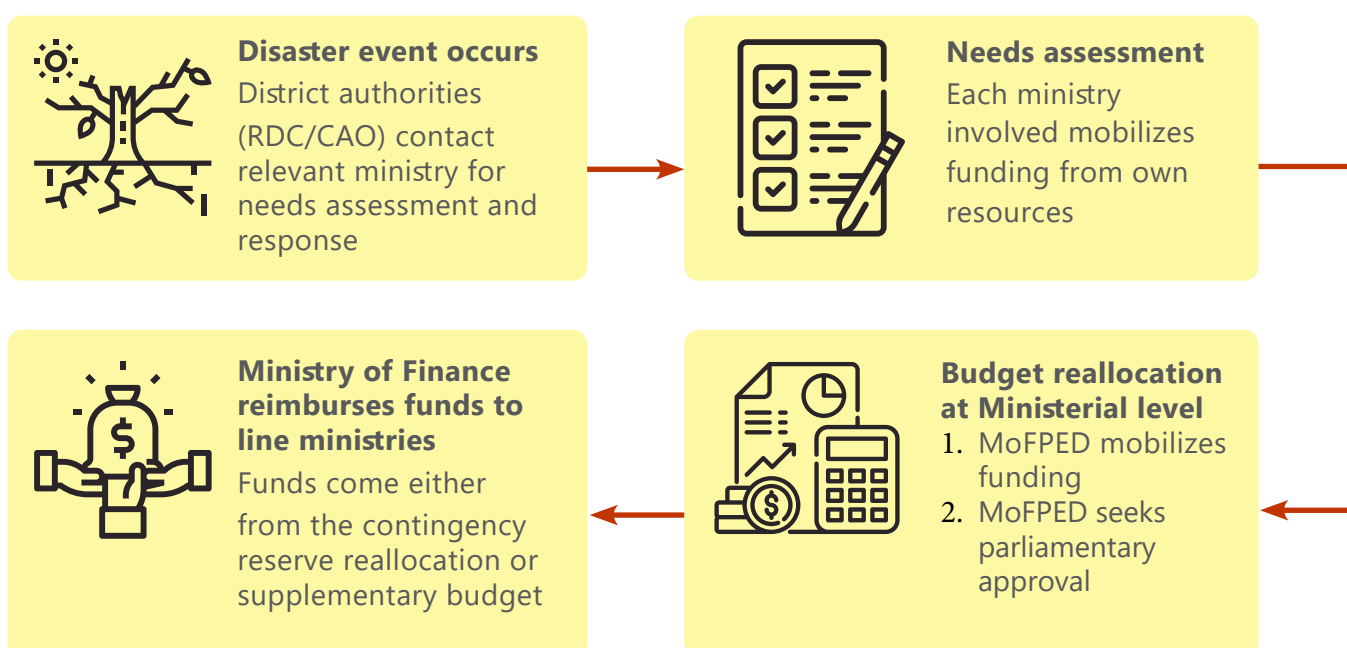 Disaster event occurs
District authorities
(RDC/CAO) contact
relevant ministry for
needs assessment and
response
Needs assessment
Each ministry
involved mobilizes
funding from own
resources
Ministry of Finance
reimburses funds to
line ministries
Funds come either
from the contingency
reserve reallocation or
supplementary budget
$
Budget reallocation
at Ministerial level
1. MoFPED mobilizes
funding
2. MoFPED seeks
parliamentary
approval
$